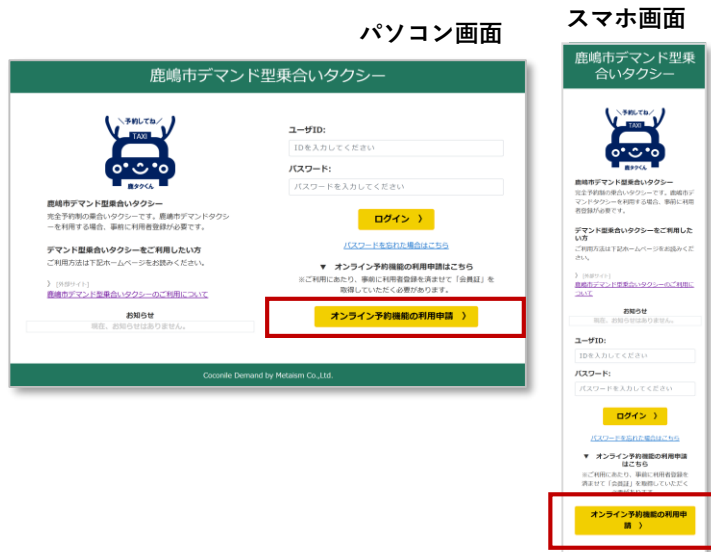 パソコン画面
鹿嶋市デマンド型乗合いタクシー
＼予約してね／
TAXI
鹿タクくん
鹿嶋市デマンド型乗合いタクシー
完全予約制の乗合いタクシーです。鹿嶋市デマンドタクシ
ーを利用する場合、事前に利用者登録が必要です。
デマンド型乗合いタクシーをご利用したい方
ご利用方法は下記ホームページをお読みください。
》 [外部サイト]
鹿嶋市デマンド型乗合いタクシーのご利用について
お知らせ
現在、お知らせはありません。
ユーザID:
IDを入力してください
パスワード:
パスワードを入力してください
ログイン 〉
パスワードを忘れた場合はこちら
▼ オンライン予約機能の利用申請はこちら
※ご利用にあたり、事前に利用者登録を済ませて「会員証」を
取得していただく必要があります。
オンライン予約機能の利用申請 〉
Coconile Demand by Metaism Co.,Ltd.
スマホ画面
鹿嶋市デマンド型乗
合いタクシー
＼予約してね／
TAXI
鹿タクくん
鹿嶋市デマンド型乗合いタクシー
完全予約制の乗合いタクシーです。鹿嶋市デ
マンドタクシーを利用する場合、事前に利用
者登録が必要です。
デマンド型乗合いタクシーをご利用した
い方
ご利用方法は下記ホームページをお読みくだ
さい。
》 [外部サイト]
鹿嶋市デマンド型乗合いタクシーのご利用に
ついて
お知らせ
現在、お知らせはありません。
ユーザID:
IDを入力してください
パスワード:
パスワードを入力してください
ログイン 〉
パスワードを忘れた場合はこちら
▼ オンライン予約機能の利用申請
はこちら
※ご利用にあたり、事前に利用者登録を
済ませて「会員証」を取得していただく
必要があります。
オンライン予約機能の利用申
請 〉